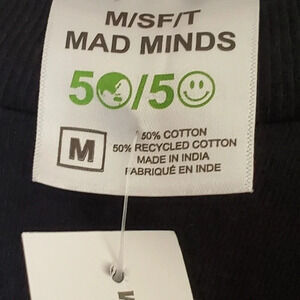 M/SF/T
MAD MINDS
50/50
M
50% COTTON
50% RECYCLED COTTON
MADE IN INDIA
FABRIQUÉ EN INDE